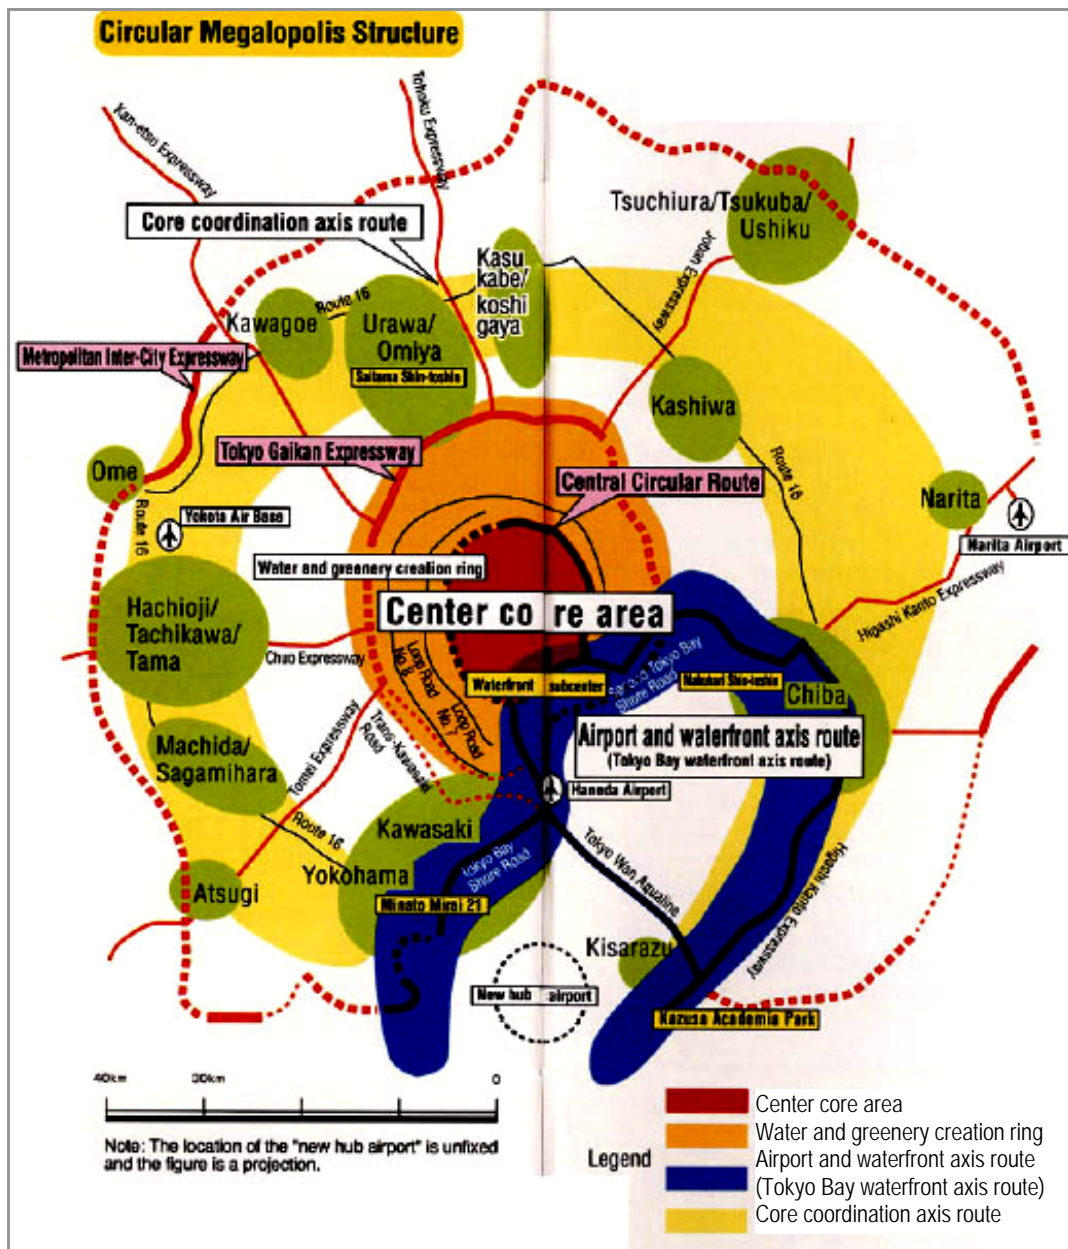 Circular Megalopolis Structure
Kan-etsu Expressway
Tohoku Expressway
Core coordination axis route
Tsuchiura/Tsukuba/
Ushiku
Joban Expressway
Kasu
kabe/
koshi
gaya
Route 16
Kawagoe
Urawa/
Omiya
Saitama Shin-toshin
Metropolitan Inter-City Expressway
Kashiwa
Tokyo Gaikan Expressway
Central Circular Route
Ome
Route 16
Route 16
Yokota Air Base
Narita
Narita Airport
Water and greenery creation ring
Center core area
Higashi Kanto Expressway
Hachioji/
Tachikawa/
Tama
Chuo Expressway
Loop Road
No. 8
Loop Road
No. 7
Waterfront subcenter
Tokyo Bay
Shore Road
Makuhari Shin-toshin
Chiba
Airport and waterfront axis route
(Tokyo Bay waterfront axis route)
Trans-Kawasaki
Road
Machida/
Sagamihara
Tomei Expressway
Haneda Airport
Route 16
Kawasaki
Yokohama
Tokyo Bay
Shore Road
Tokyo Wan Aqualine
Higashi Kanto Expressway
Atsugi
Minato Mirai 21
Kisarazu
New hub airport
Kazusa Academia Park
40km 30km 0
Note: The location of the "new hub airport" is unfixed
and the figure is a projection.
Legend
Center core area
Water and greenery creation ring
Airport and waterfront axis route
(Tokyo Bay waterfront axis route)
Core coordination axis route